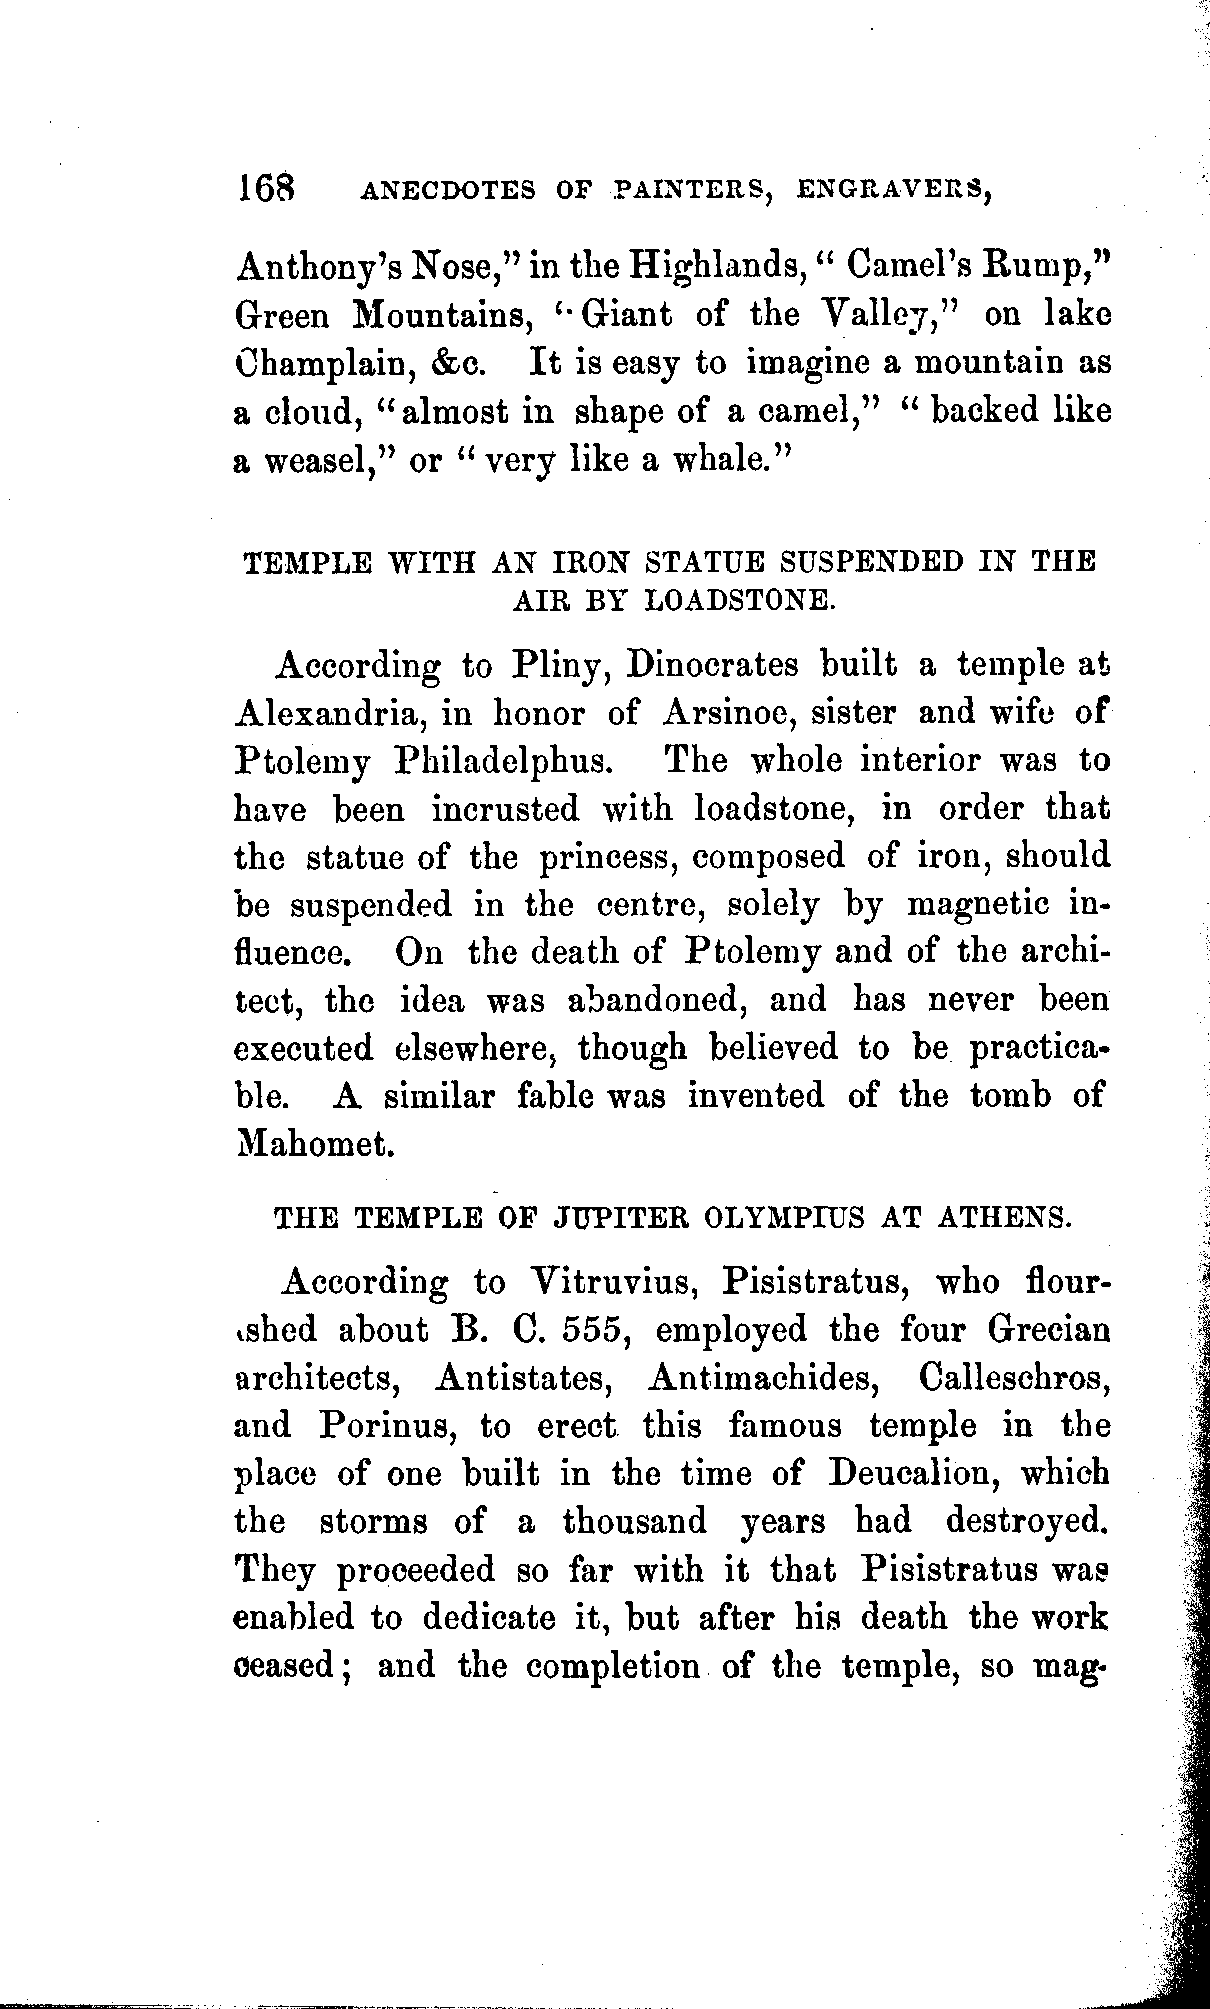 168 ANECDOTES OF PAINTERS, ENGRAVERS,
Anthony's Nose," in the Highlands, " Camel's Rump,"
Green Mountains, "Giant of the Valley," on lake
Champlain, &c. It is easy to imagine a mountain as
a cloud, "almost in shape of a camel," " backed like
a weasel," or " very like a whale."
TEMPLE WITH AN IRON STATUE SUSPENDED IN THE
AIR BY LOADSTONE.
According to Pliny, Dinocrates built a temple at
Alexandria, in honor of Arsinoe, sister and wife of
Ptolemy Philadelphus. The whole interior was to
have been incrusted with loadstone, in order that
the statue of the princess, composed of iron, should
be suspended in the centre, solely by magnetic in-
fluence. On the death of Ptolemy and of the archi-
tect, the idea was abandoned, and has never been
executed elsewhere, though believed to be practica-
ble. A similar fable was invented of the tomb of
Mahomet.
THE TEMPLE OF JUPITER OLYMPIUS AT ATHENS.
According to Vitruvius, Pisistratus, who flour-
ished about B. C. 555, employed the four Grecian
architects, Antistates, Antimachides, Calleschros,
and Porinus, to erect this famous temple in the
place of one built in the time of Deucalion, which
the storms of a thousand years had destroyed.
They proceeded so far with it that Pisistratus was
enabled to dedicate it, but after his death the work
ceased; and the completion of the temple, so mag-